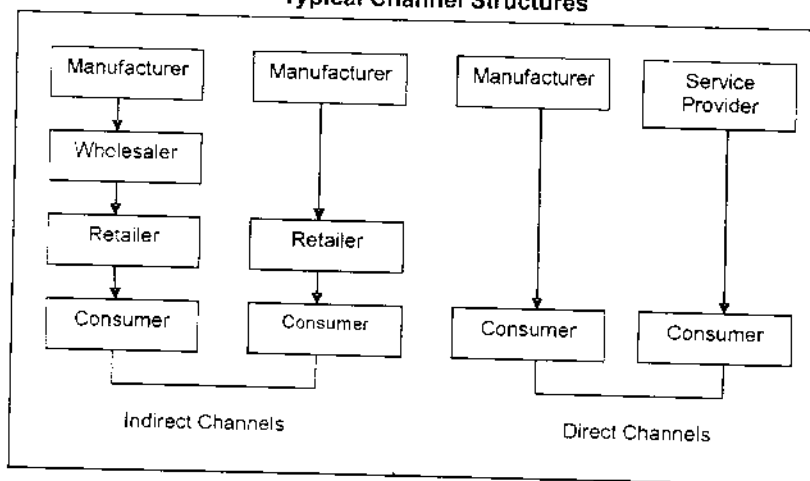 Typical Channel Structures
Manufacturer
Wholesaler
Retailer
Consumer
Manufacturer
Retailer
Consumer
Indirect Channels
Manufacturer
Consumer
Service
Provider
Consumer
Direct Channels